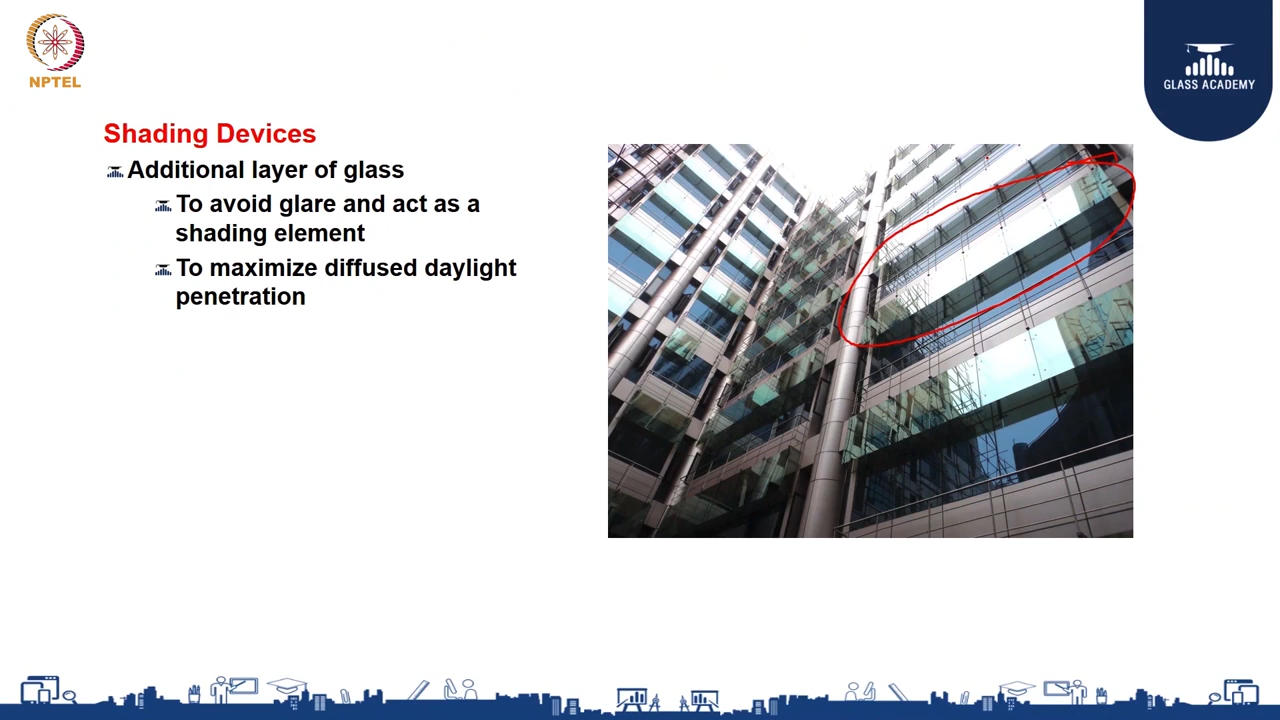 NPTEL
GLASS ACADEMY
Shading Devices
Additional layer of glass
To avoid glare and act as a
shading element
To maximize diffused daylight
penetration